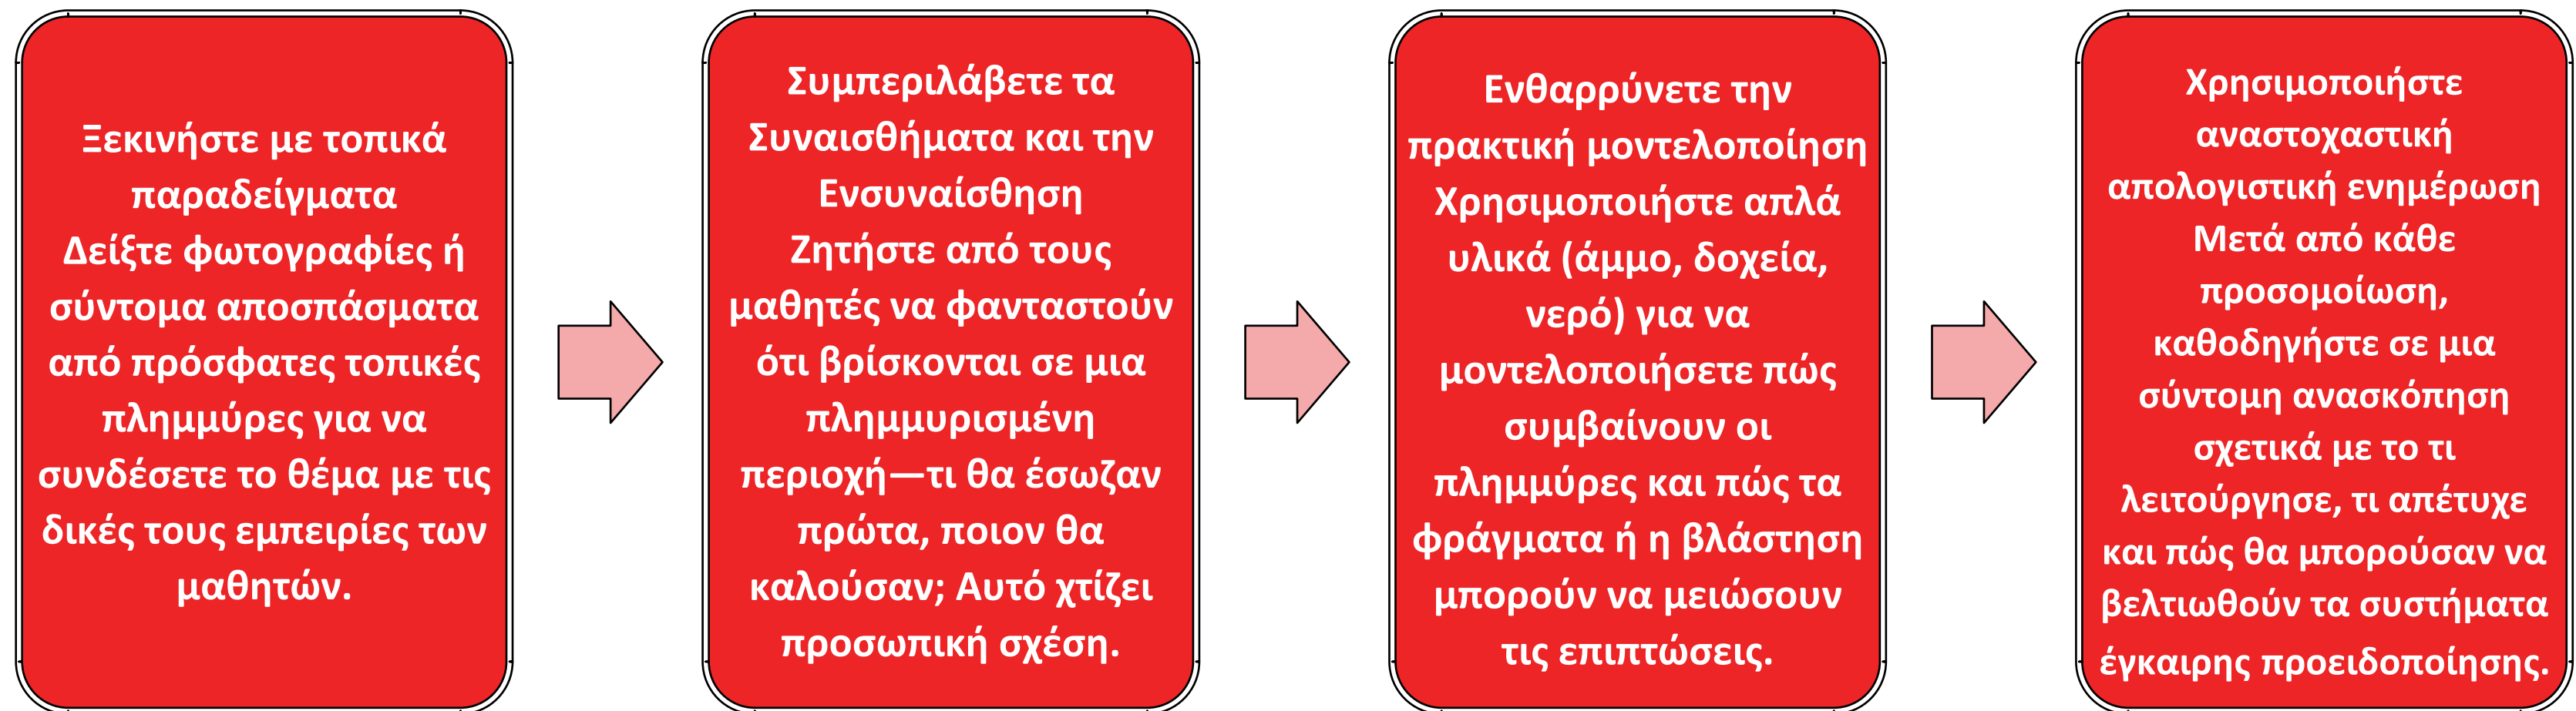 Ξεκινήστε με τοπικά
παραδείγματα
Δείξτε φωτογραφίες ή
σύντομα αποσπάσματα
από πρόσφατες τοπικές
πλημμύρες για να
συνδέσετε το θέμα με τις
δικές τους εμπειρίες των
μαθητών.
Συμπεριλάβετε τα
Συναισθήματα και την
Ενσυναίσθηση
Ζητήστε από τους
μαθητές να φανταστούν
ότι βρίσκονται σε μια
πλημμυρισμένη
περιοχή—τι θα έσωζαν
πρώτα, ποιον θα
καλούσαν; Αυτό χτίζει
προσωπική σχέση.
Ενθαρρύνετε την
πρακτική μοντελοποίηση
Χρησιμοποιήστε απλά
υλικά (άμμο, δοχεία,
νερό) για να
μοντελοποιήσετε πώς
συμβαίνουν οι
πλημμύρες και πώς τα
φράγματα ή η βλάστηση
μπορούν να μειώσουν
τις επιπτώσεις.
Χρησιμοποιήστε
αναστοχαστική
απολογιστική ενημέρωση
Μετά από κάθε
προσομοίωση,
καθοδηγήστε σε μια
σύντομη ανασκόπηση
σχετικά με το τι
λειτούργησε, τι απέτυχε
και πώς θα μπορούσαν να
βελτιωθούν τα συστήματα
έγκαιρης προειδοποίησης.